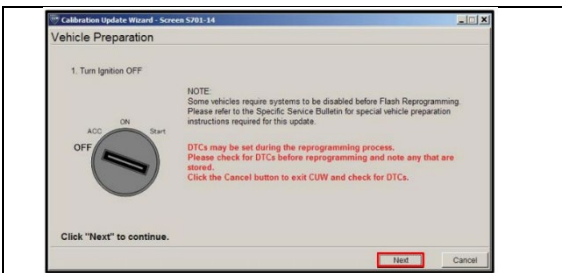 Calibration Update Wizard - Screen S701-14
Vehicle Preparation
1. Turn Ignition OFF
NOTE:
Some vehicles require systems to be disabled before Flash Reprogramming.
Please refer to the Specific Service Bulletin for special vehicle preparation
instructions required for this update.
ON
ACC
Start
OFF
DTCs may be set during the reprogramming process.
Please check for DTCs before reprogramming and note any that are
stored.
Click the Cancel button to exit CUW and check for DTCs.
Click "Next" to continue.
Next
Cancel